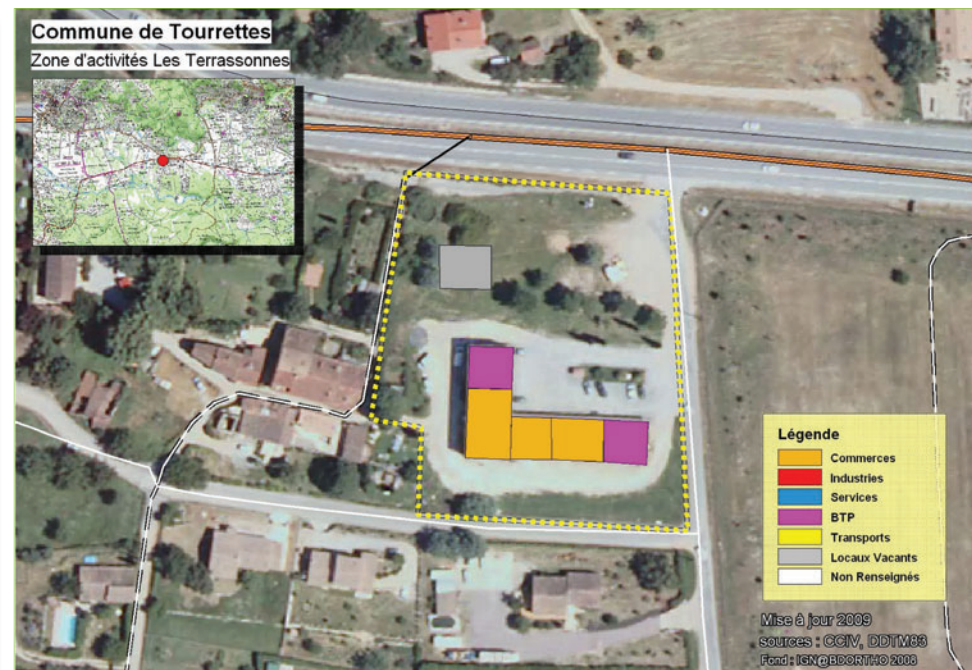 Commune de Tourrettes
Zone d'activités Les Terrassonnes
Légende
Commerces
Industries
Services
BTP
Transports
Locaux Vacants
Non Renseignés
Mise à jour 2009
sources : CCIV, DDTM83
Fond : IGN@BDORTHO 2008